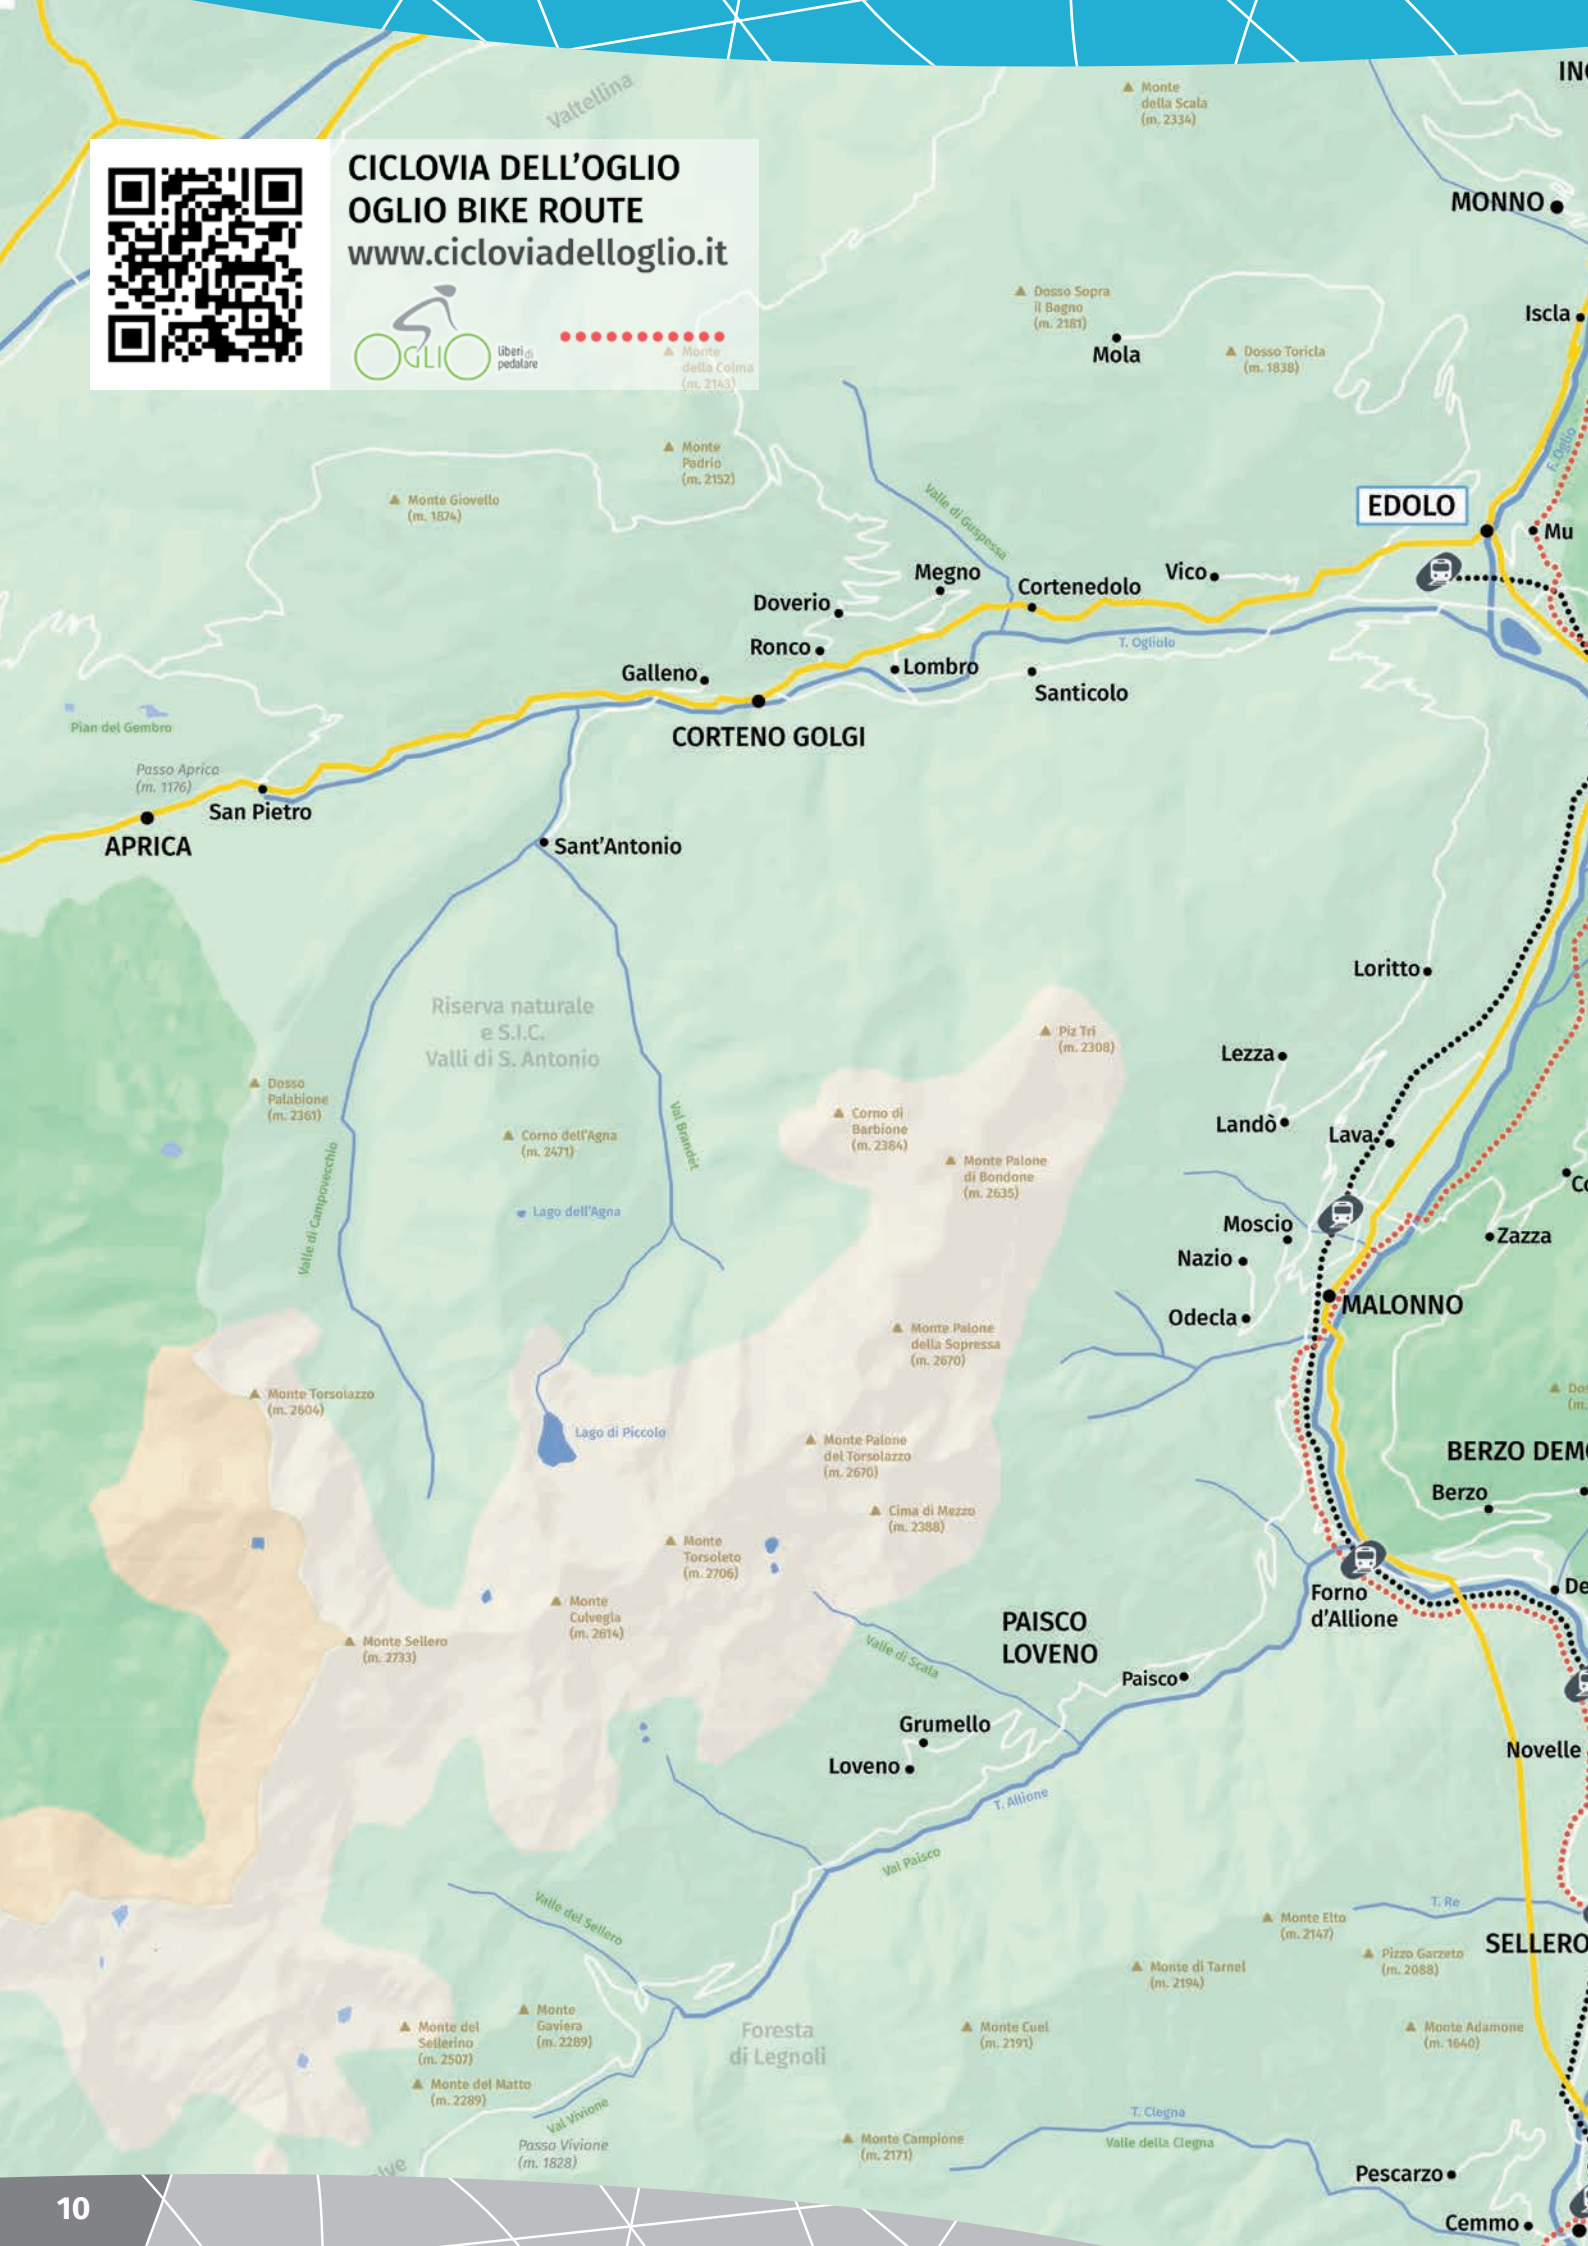 CICLOVIA DELL'OGLIO
OGLIO BIKE ROUTE
www.cicloviadelloglio.it
OGLIO
liberi di
pedalare
Valtellina
Monte
della Scala
(m. 2334)
MONNO
Iscla
Dosso Sopra
il Bagno
(m. 2181)
Mola
Dosso Toricla
(m. 1838)
Monte
della Colma
(m. 2143)
Monte
Padrio
(m. 2152)
Monte Giovello
(m. 1874)
F. Oglio
EDOLO
Mu
Valle di Guspessa
Megno
Cortenedolo
Vico
Doverio
Ronco
Lombro
T. Ogliolo
Galleno
Santicolo
CORTENO GOLGI
Pian del Gembro
Passo Aprica
(m. 1176)
San Pietro
APRICA
Sant'Antonio
Loritto
Riserva naturale
e S.I.C.
Valli di S. Antonio
Piz Tri
(m. 2308)
Lezza
Dosso
Palabione
(m. 2361)
Corno di
Barbione
(m. 2384)
Landò
Lava
Corno dell'Agna
(m. 2471)
Val Brandet
Monte Palone
di Bondone
(m. 2635)
Valle di Campovecchio
Lago dell'Agna
Moscio
Zazza
Nazio
Odecla
MALONNO
Monte Palone
della Sopressa
(m. 2670)
Monte Torsolazzo
(m. 2604)
Lago di Piccolo
Monte Palone
del Torsolazzo
(m. 2670)
BERZO DEMO
Berzo
Cima di Mezzo
(m. 2388)
Monte
Torsoleto
(m. 2706)
Forno
d'Allione
Monte
Culvegla
(m. 2614)
PAISCO
LOVENO
Monte Sellero
(m. 2733)
Valle di Scala
Paisco
Grumello
Loveno
Novelle
T. Allione
Val Paisco
Valle del Sellero
T. Re
Monte Elto
(m. 2147)
SELLERO
Pizzo Garzeto
(m. 2088)
Monte di Tarnel
(m. 2194)
Monte
Gaviera
(m. 2289)
Monte del
Sellerino
(m. 2507)
Foresta
di Legnoli
Monte Cuel
(m. 2191)
Monte Adamone
(m. 1640)
Monte del Matto
(m. 2289)
Val Vivione
Passo Vivione
(m. 1828)
T. Clegna
Valle della Clegna
Monte Campione
(m. 2171)
Pescarzo
Cemmo
10